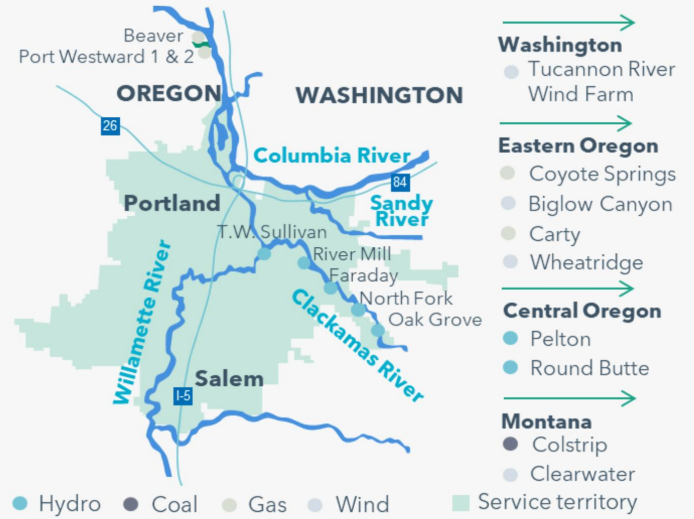 Beaver
Port Westward 1 & 2
OREGON
WASHINGTON
26
Columbia River
84
Portland
Sandy
River
T.W. Sullivan
River Mill
Faraday
North Fork
Oak Grove
Willamette River
Clackamas River
Salem
I-5
Washington
Tucannon River
Wind Farm
Eastern Oregon
Coyote Springs
Biglow Canyon
Carty
Wheatridge
Central Oregon
Pelton
Round Butte
Montana
Colstrip
Clearwater
Hydro
Coal
Gas
Wind
Service territory